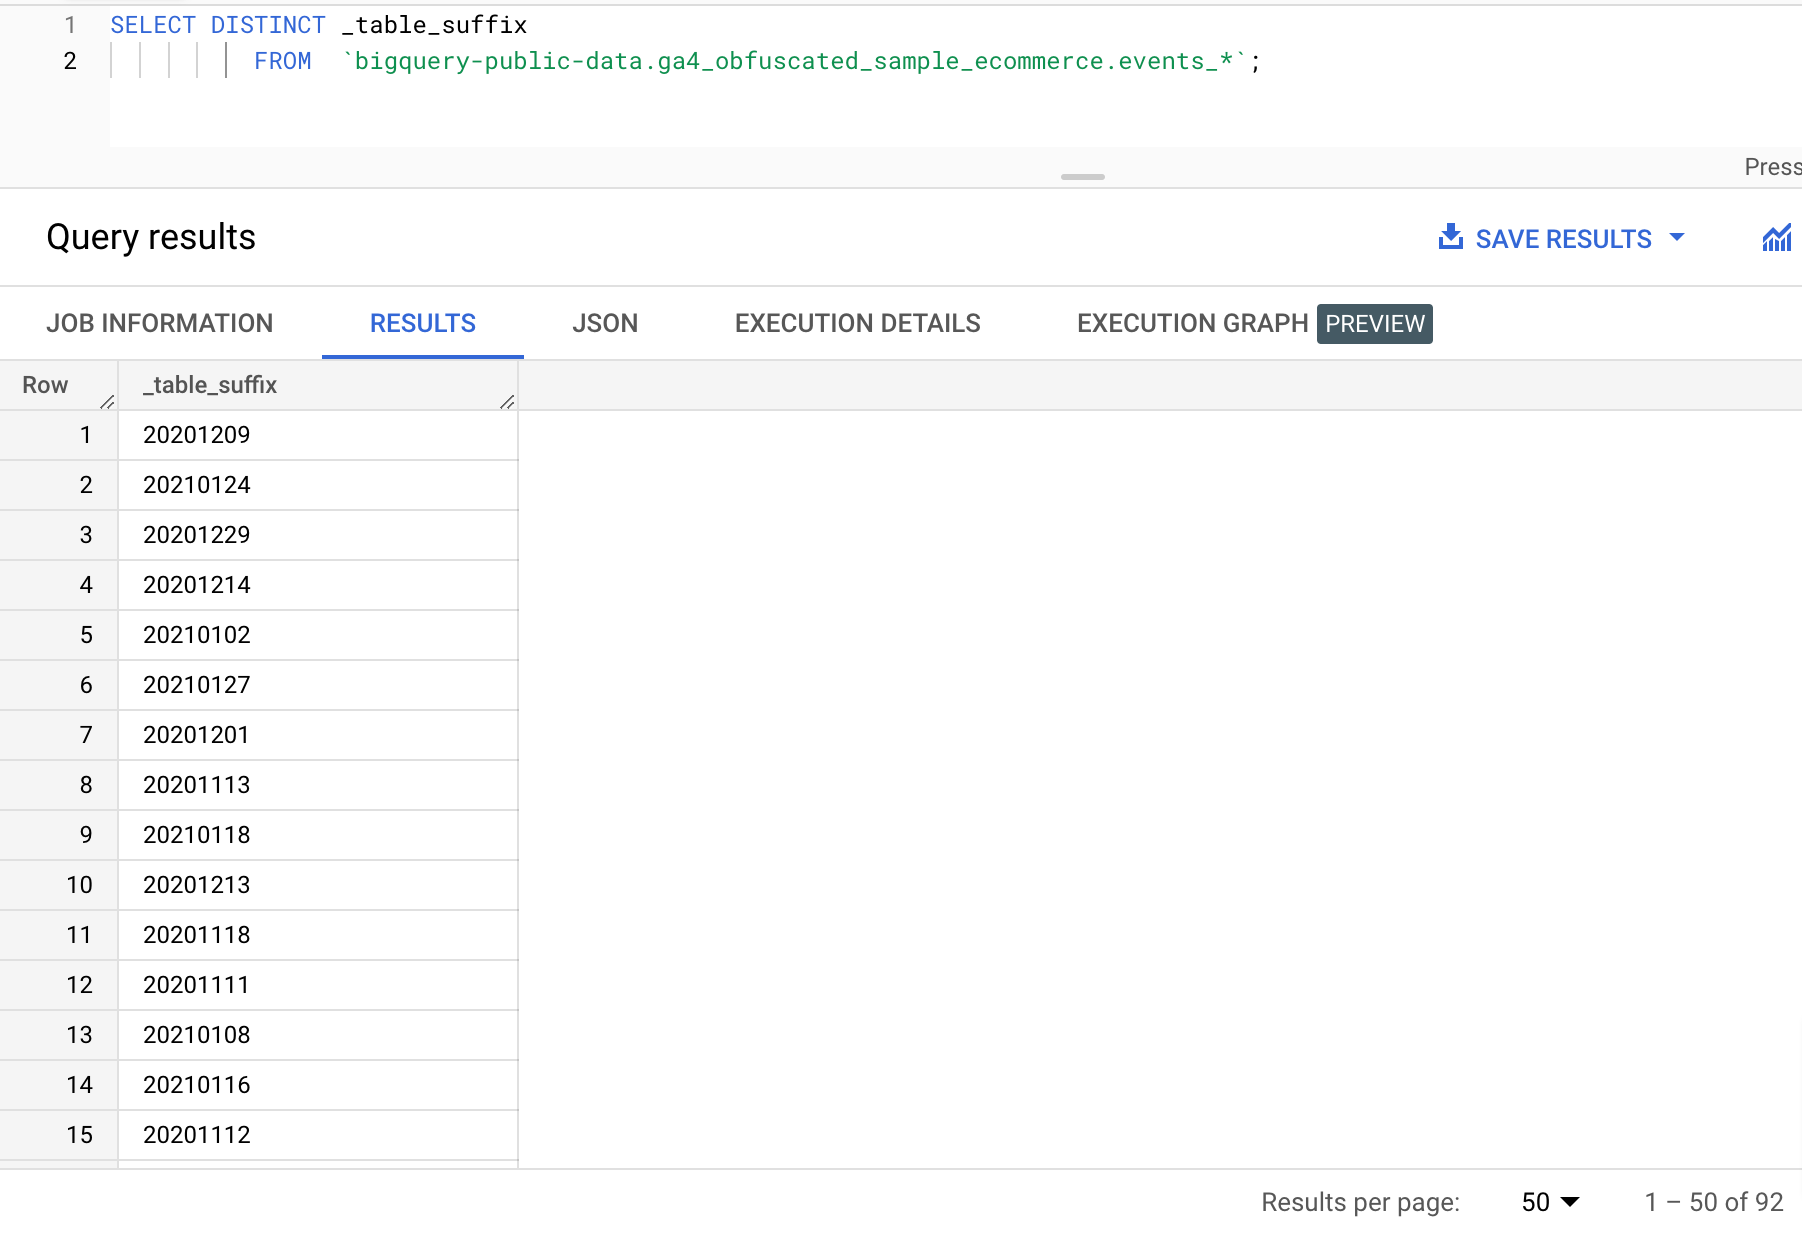 1 SELECT DISTINCT _table_suffix
2 FROM `bigquery-public-data.ga4_obfuscated_sample_ecommerce.events_*`;
Press
Query results SAVE RESULTS
JOB INFORMATION RESULTS JSON EXECUTION DETAILS EXECUTION GRAPH PREVIEW
Row _table_suffix
1 20201209
2 20210124
3 20201229
4 20201214
5 20210102
6 20210127
7 20201201
8 20201113
9 20210118
10 20201213
11 20201118
12 20201111
13 20210108
14 20210116
15 20201112
Results per page: 50 1 – 50 of 92